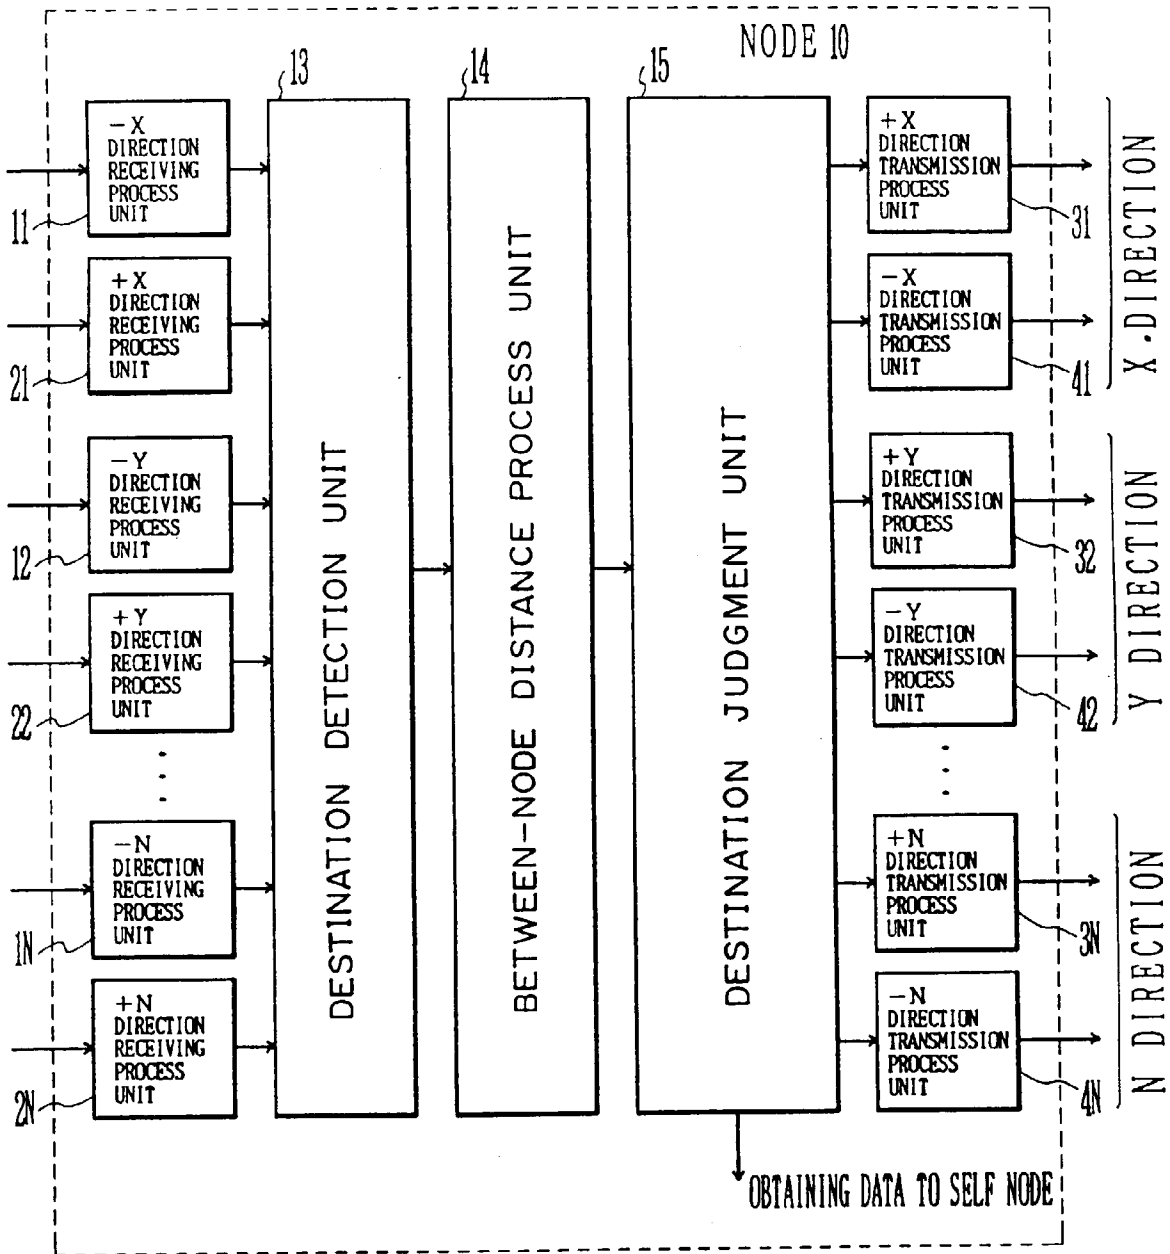 NODE 10
13
14
15
-X
DIRECTION
RECEIVING
PROCESS
UNIT
11
+X
DIRECTION
RECEIVING
PROCESS
UNIT
21
-Y
DIRECTION
RECEIVING
PROCESS
UNIT
12
+Y
DIRECTION
RECEIVING
PROCESS
UNIT
22
-N
DIRECTION
RECEIVING
PROCESS
UNIT
1N
+N
DIRECTION
RECEIVING
PROCESS
UNIT
2N
DESTINATION DETECTION UNIT
BETWEEN-NODE DISTANCE PROCESS UNIT
DESTINATION JUDGMENT UNIT
+X
DIRECTION
TRANSMISSION
PROCESS
UNIT
31
-X
DIRECTION
TRANSMISSION
PROCESS
UNIT
41
X·DIRECTION
+Y
DIRECTION
TRANSMISSION
PROCESS
UNIT
32
-Y
DIRECTION
TRANSMISSION
PROCESS
UNIT
42
Y DIRECTION
+N
DIRECTION
TRANSMISSION
PROCESS
UNIT
3N
-N
DIRECTION
TRANSMISSION
PROCESS
UNIT
4N
N DIRECTION
OBTAINING DATA TO SELF NODE